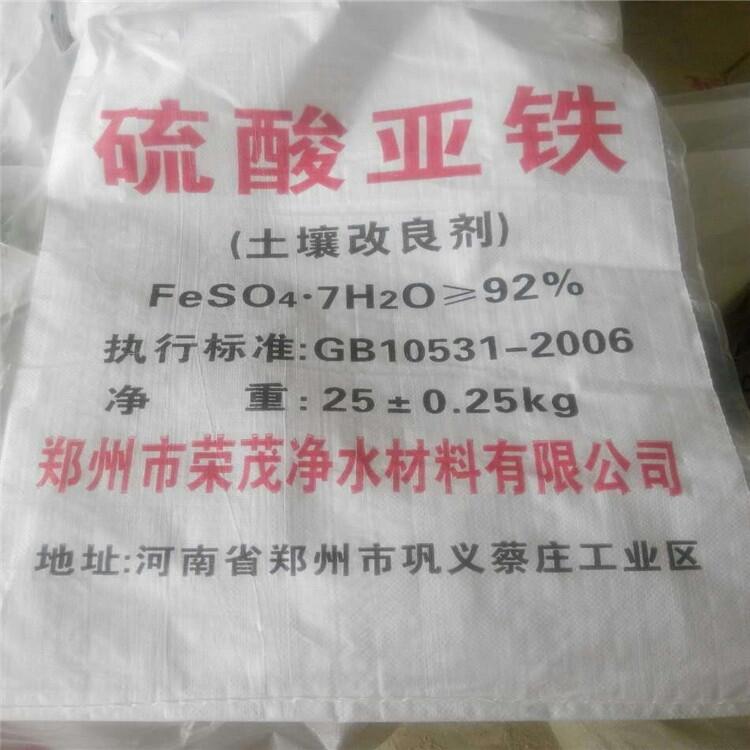 硫酸亚铁
(土壤改良剂)
FeSO₄·7H₂O≥92%
执行标准:GB10531-2006
净　　重:25±0.25kg
郑州市荣茂净水材料有限公司
地址:河南省郑州市巩义蔡庄工业区